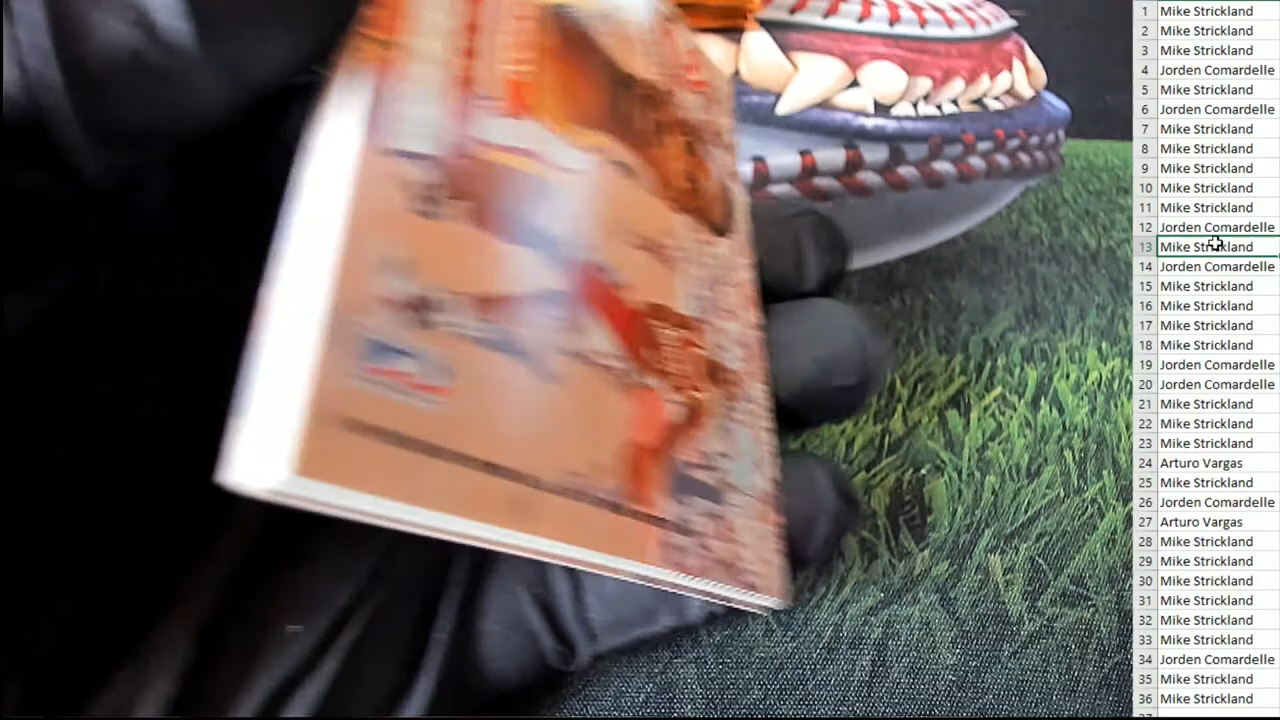 1 Mike Strickland
2 Mike Strickland
3 Mike Strickland
4 Jorden Comardelle
5 Mike Strickland
6 Jorden Comardelle
7 Mike Strickland
8 Mike Strickland
9 Mike Strickland
10 Mike Strickland
11 Mike Strickland
12 Jorden Comardelle
13 Mike Strickland
14 Jorden Comardelle
15 Mike Strickland
16 Mike Strickland
17 Mike Strickland
18 Mike Strickland
19 Jorden Comardelle
20 Jorden Comardelle
21 Mike Strickland
22 Mike Strickland
23 Mike Strickland
24 Arturo Vargas
25 Mike Strickland
26 Jorden Comardelle
27 Arturo Vargas
28 Mike Strickland
29 Mike Strickland
30 Mike Strickland
31 Mike Strickland
32 Mike Strickland
33 Mike Strickland
34 Jorden Comardelle
35 Mike Strickland
36 Mike Strickland